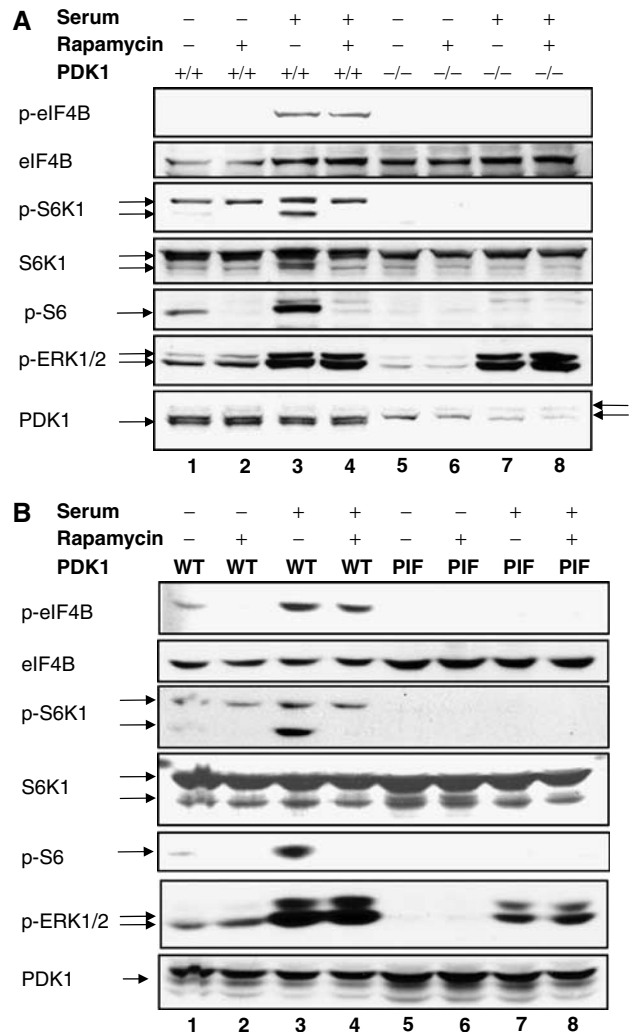 A
Serum – – + + – – + +
Rapamycin – + – + – + – +
PDK1 +/+ +/+ +/+ +/+ –/– –/– –/– –/–
p-eIF4B
eIF4B
p-S6K1
S6K1
p-S6
p-ERK1/2
PDK1
1 2 3 4 5 6 7 8
B
Serum – – + + – – + +
Rapamycin – + – + – + – +
PDK1 WT WT WT WT PIF PIF PIF PIF
p-eIF4B
eIF4B
p-S6K1
S6K1
p-S6
p-ERK1/2
PDK1
1 2 3 4 5 6 7 8